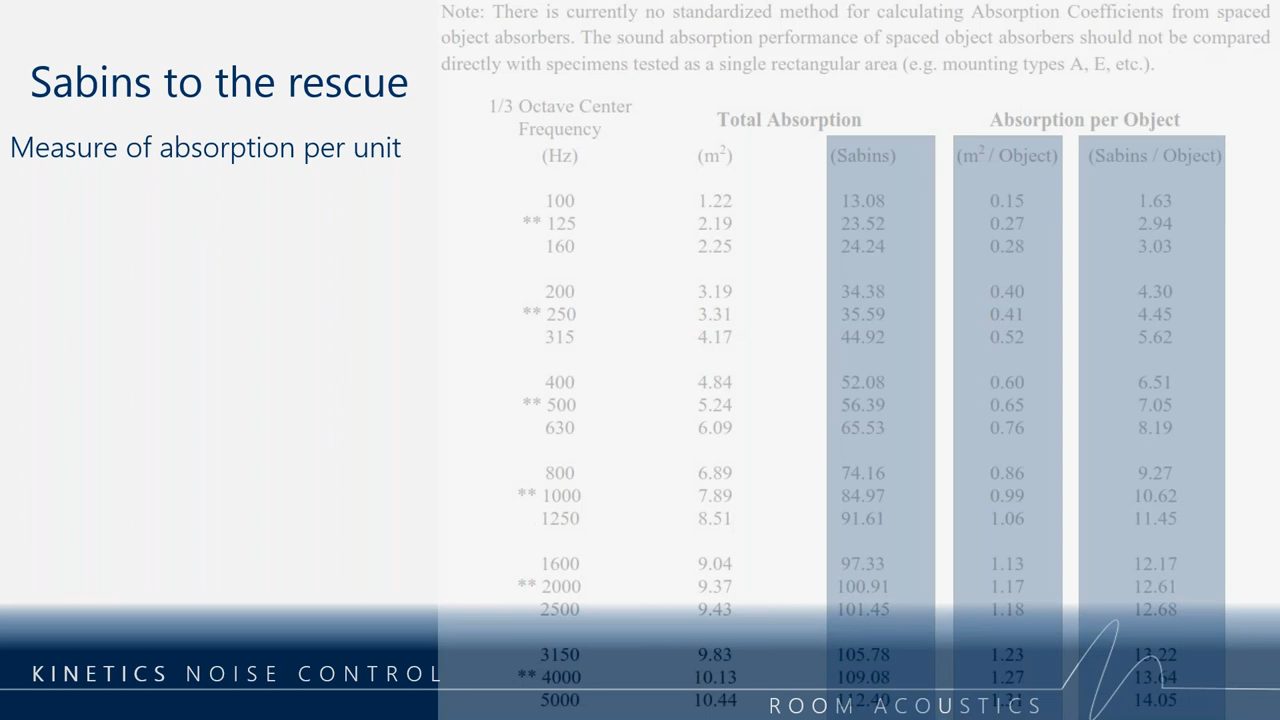 Note: There is currently no standardized method for calculating Absorption Coefficients from spaced
object absorbers. The sound absorption performance of spaced object absorbers should not be compared
directly with specimens tested as a single rectangular area (e.g. mounting types A, E, etc.).
Sabins to the rescue
Measure of absorption per unit
1/3 Octave Center
Frequency
(Hz)
Total Absorption
Absorption per Object
(m²) (Sabins) (m² / Object) (Sabins / Object)
100 1.22 13.08 0.15 1.63
** 125 2.19 23.52 0.27 2.94
160 2.25 24.24 0.28 3.03
200 3.19 34.38 0.40 4.30
** 250 3.31 35.59 0.41 4.45
315 4.17 44.92 0.52 5.62
400 4.84 52.08 0.60 6.51
** 500 5.24 56.39 0.65 7.05
630 6.09 65.53 0.76 8.19
800 6.89 74.16 0.86 9.27
** 1000 7.89 84.97 0.99 10.62
1250 8.51 91.61 1.06 11.45
1600 9.04 97.33 1.13 12.17
** 2000 9.37 100.91 1.17 12.61
2500 9.43 101.45 1.18 12.68
3150 9.83 105.78 1.23 13.22
** 4000 10.13 109.08 1.27 13.64
5000 10.44 112.40 1.31 14.05
KINETICS NOISE CONTROL
ROOM ACOUSTICS